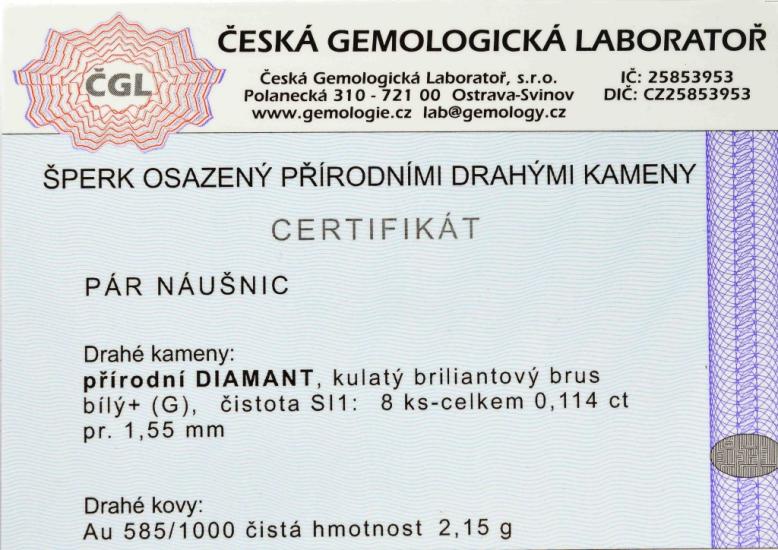 ČGL
ČESKÁ GEMOLOGICKÁ LABORATOŘ
Česká Gemologická Laboratoř, s.r.o. IČ: 25853953
Polanecká 310 - 721 00 Ostrava-Svinov DIČ: CZ25853953
www.gemologie.cz lab@gemology.cz
ŠPERK OSAZENÝ PŘÍRODNÍMI DRAHÝMI KAMENY
CERTIFIKÁT
PÁR NÁUŠNIC
Drahé kameny:
přírodní DIAMANT, kulatý briliantový brus
bílý+ (G), čistota SI1: 8 ks-celkem 0,114 ct
pr. 1,55 mm
Drahé kovy:
Au 585/1000 čistá hmotnost 2,15 g